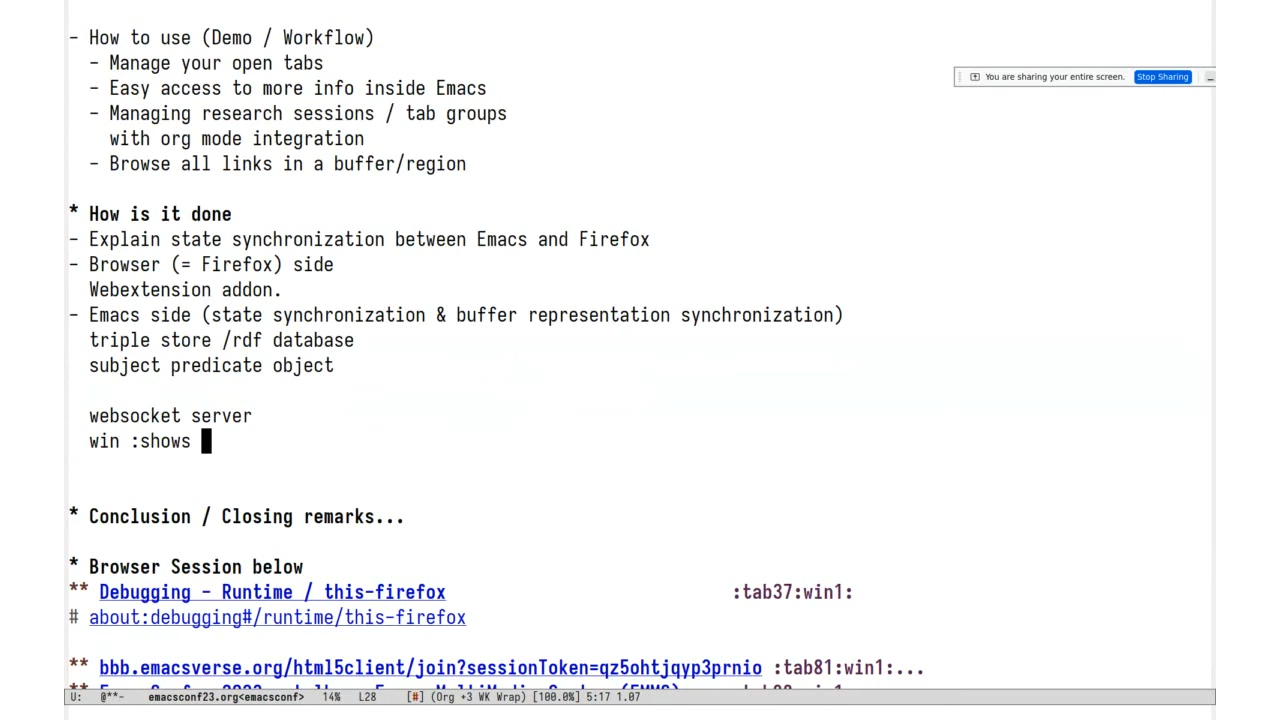 - How to use (Demo / Workflow)
- Manage your open tabs
- Easy access to more info inside Emacs
- Managing research sessions / tab groups
with org mode integration
- Browse all links in a buffer/region
You are sharing your entire screen. Stop Sharing
* How is it done
- Explain state synchronization between Emacs and Firefox
- Browser (= Firefox) side
Webextension addon.
- Emacs side (state synchronization & buffer representation synchronization)
triple store /rdf database
subject predicate object
websocket server
win :shows
* Conclusion / Closing remarks...
* Browser Session below
** Debugging - Runtime / this-firefox :tab37:win1:
# about:debugging#/runtime/this-firefox
** bbb.emacsverse.org/html5client/join?sessionToken=qz5ohtjqyp3prnio :tab81:win1:...
U: @**- emacsconf23.org<emacsconf> 14% L28 [#] (Org +3 WK Wrap) [100.0%] 5:17 1.07